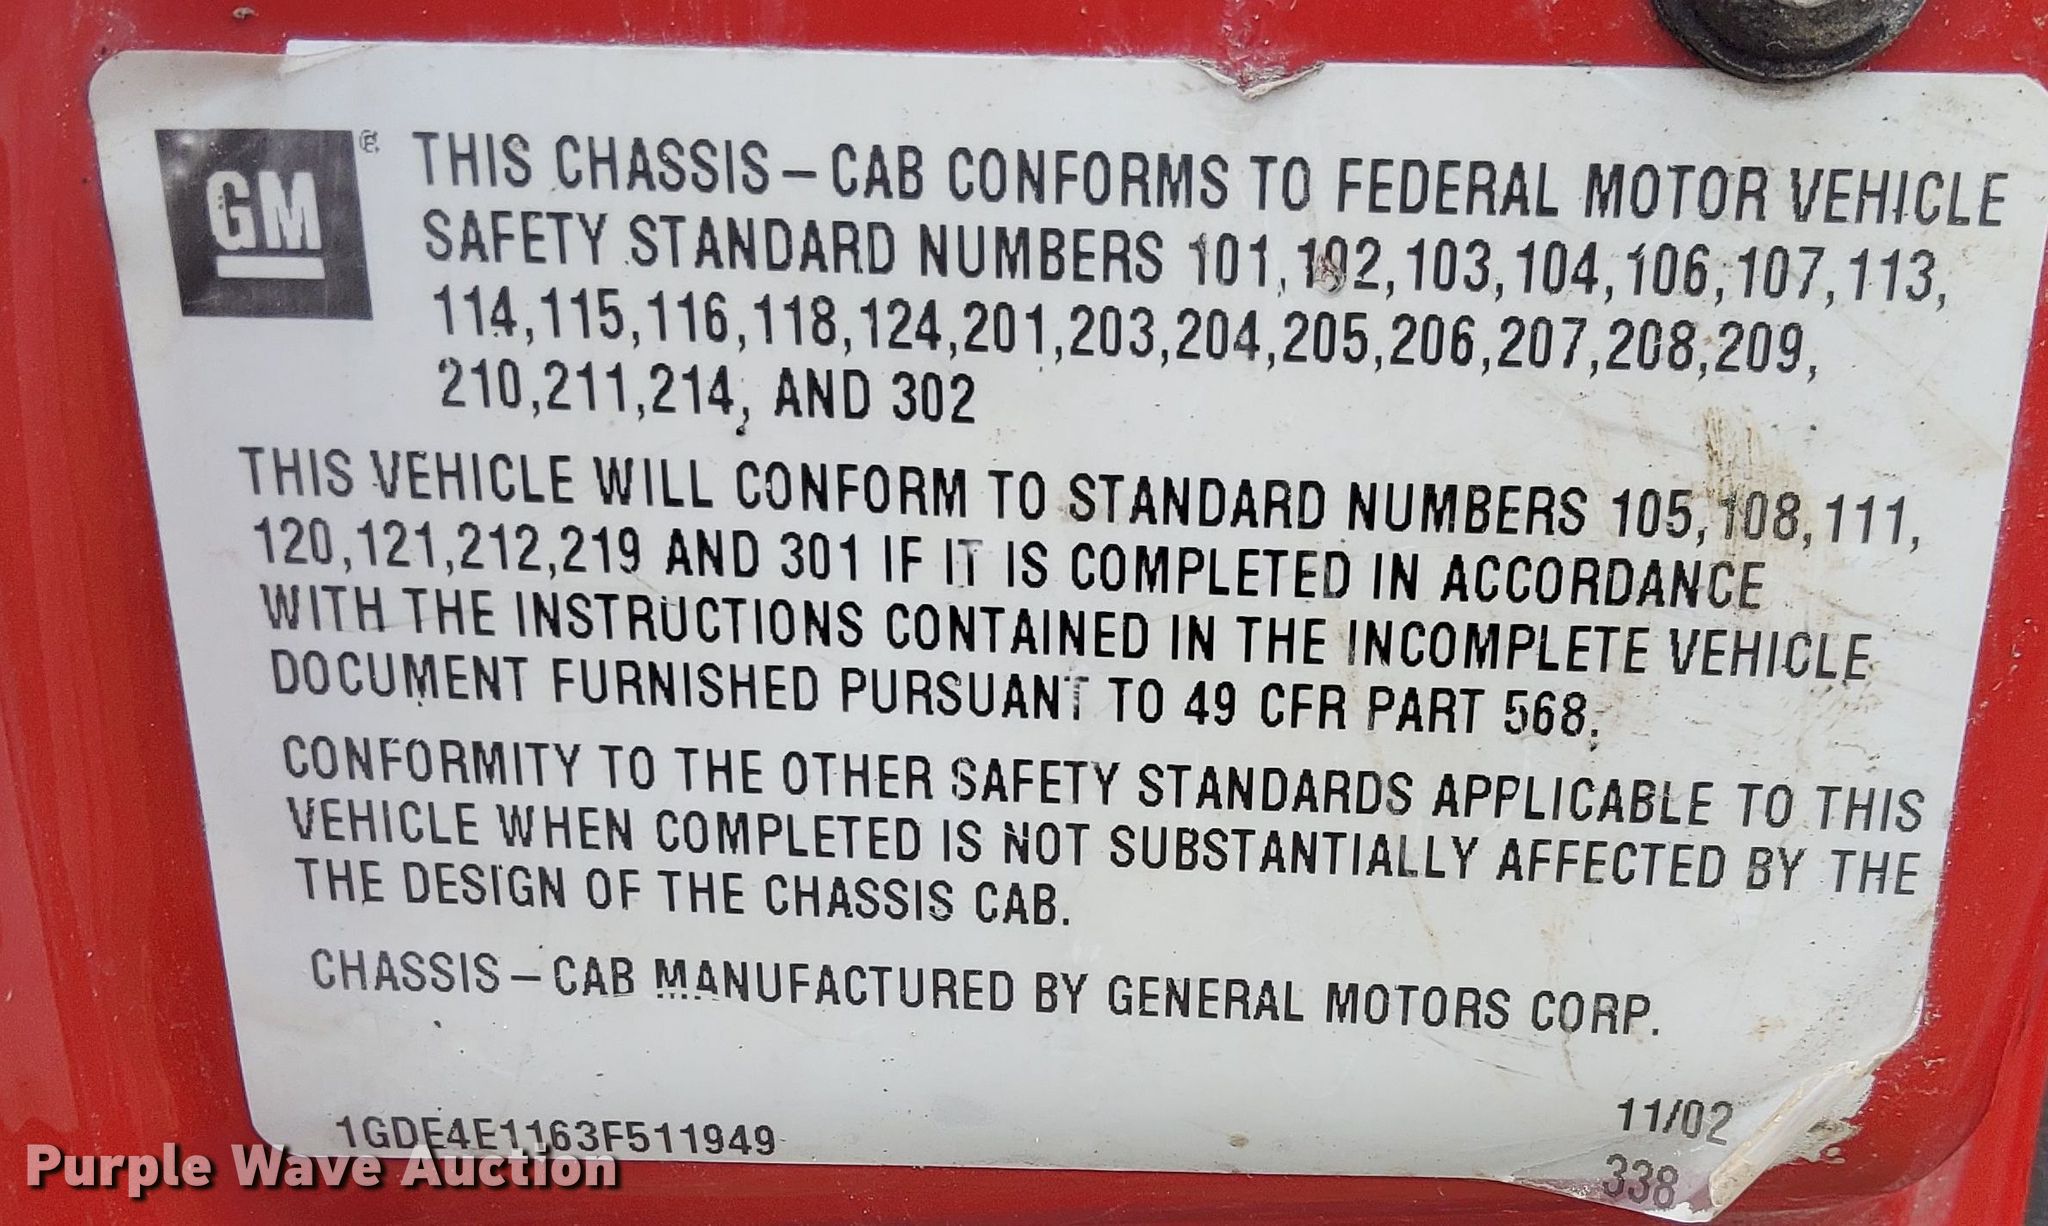 GM
THIS CHASSIS-CAB CONFORMS TO FEDERAL MOTOR VEHICLE
SAFETY STANDARD NUMBERS 101,102,103,104,106,107,113,
114,115,116,118,124,201,203,204,205,206,207,208,209,
210,211,214, AND 302
THIS VEHICLE WILL CONFORM TO STANDARD NUMBERS 105,108,111,
120,121,212,219 AND 301 IF IT IS COMPLETED IN ACCORDANCE
WITH THE INSTRUCTIONS CONTAINED IN THE INCOMPLETE VEHICLE
DOCUMENT FURNISHED PURSUANT TO 49 CFR PART 568.
CONFORMITY TO THE OTHER SAFETY STANDARDS APPLICABLE TO THIS
VEHICLE WHEN COMPLETED IS NOT SUBSTANTIALLY AFFECTED BY THE
THE DESIGN OF THE CHASSIS CAB.
CHASSIS-CAB MANUFACTURED BY GENERAL MOTORS CORP.
1GDE4E1163F511949
11/02
338
Purple Wave Auction